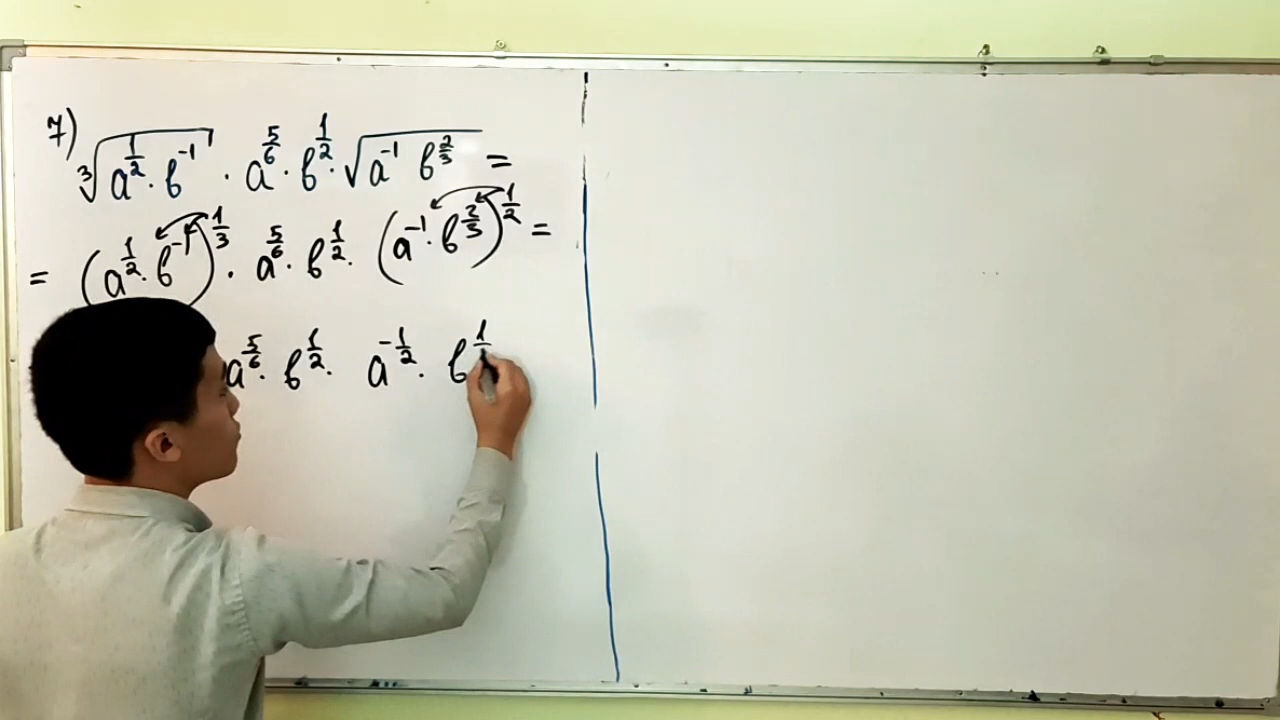 7) ∛(a^(1/2) · b^(-1)) · a^(5/6) · b^(1/2) · √(a^(-1) b^(2/3)) =
= (a^(1/2) · b^(-1))^(1/3) · a^(5/6) · b^(1/2) · (a^(-1) · b^(2/3))^(1/2) =
a^(5/6) · b^(1/2) · a^(-1/2) · b^1